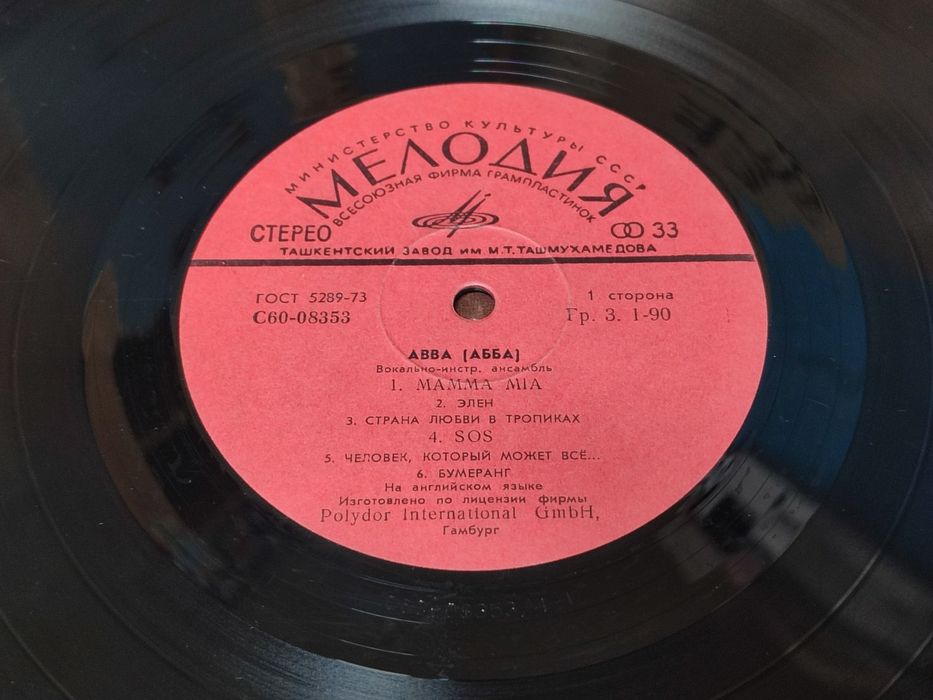 МИНИСТЕРСТВО КУЛЬТУРЫ СССР
МЕЛОДИЯ
ВСЕСОЮЗНАЯ ФИРМА ГРАМПЛАСТИНОК
СТЕРЕО
33
ТАШКЕНТСКИЙ ЗАВОД им. М.Т.ТАШМУХАМЕДОВА
ГОСТ 5289-73
1 сторона
С60-08353
Гр. 3. 1-90
ABBA (АББА)
Вокально-инстр. ансамбль
1. MAMMA MIA
2. ЭЛЕН
3. СТРАНА ЛЮБВИ В ТРОПИКАХ
4. SOS
5. ЧЕЛОВЕК, КОТОРЫЙ МОЖЕТ ВСЁ...
6. БУМЕРАНГ
На английском языке
Изготовлено по лицензии фирмы
Polydor International GmbH,
Гамбург